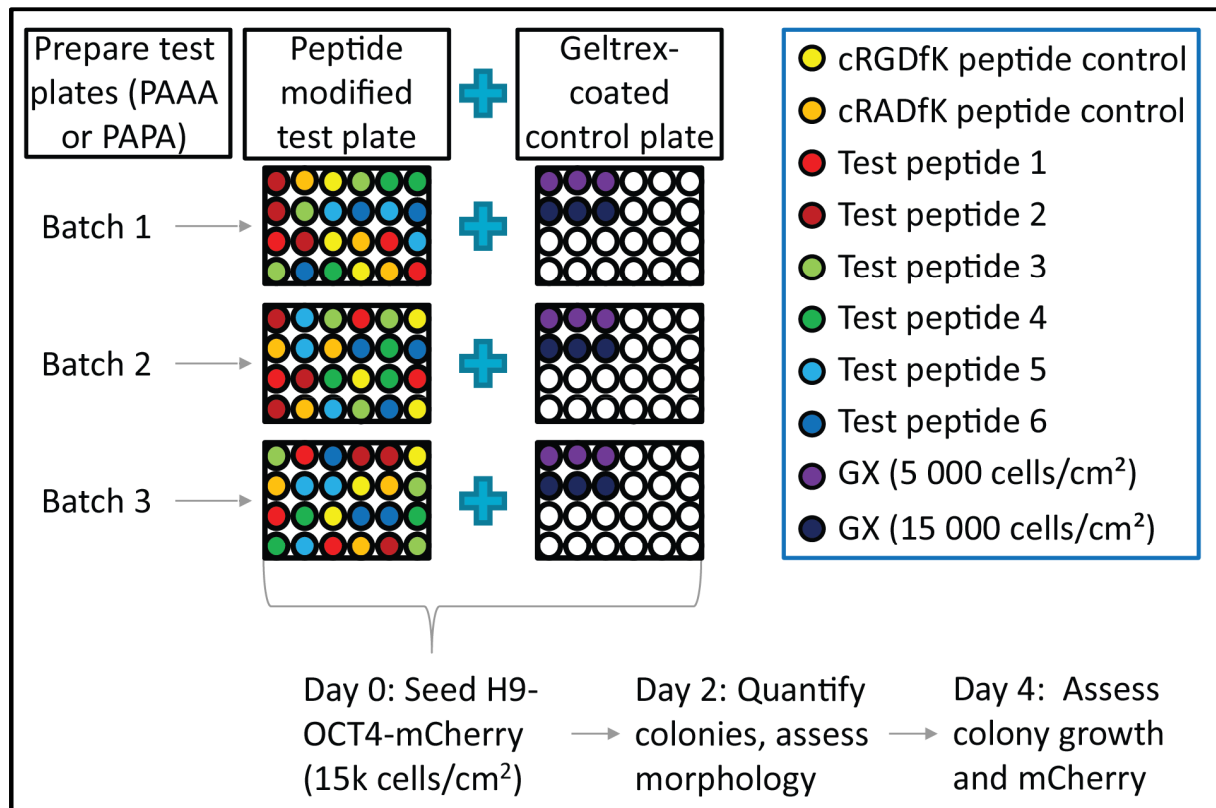 Prepare test
plates (PAAA
or PAPA)
Peptide
modified
test plate
Geltrex-
coated
control plate
Batch 1
Batch 2
Batch 3
cRGDfK peptide control
cRADfK peptide control
Test peptide 1
Test peptide 2
Test peptide 3
Test peptide 4
Test peptide 5
Test peptide 6
GX (5 000 cells/cm²)
GX (15 000 cells/cm²)
Day 0: Seed H9-
OCT4-mCherry
(15k cells/cm²)
Day 2: Quantify
colonies, assess
morphology
Day 4: Assess
colony growth
and mCherry